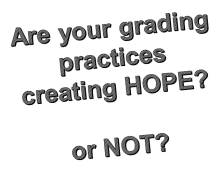 Are your grading
practices
creating HOPE?
or NOT?